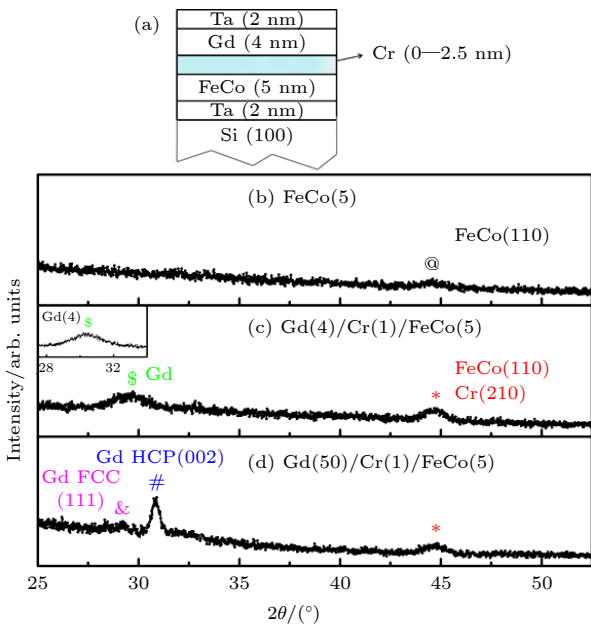 (a)
Ta (2 nm)
Gd (4 nm)
Cr (0—2.5 nm)
FeCo (5 nm)
Ta (2 nm)
Si (100)
(b) FeCo(5)
FeCo(110)
@
Gd(4)
$
28 32
(c) Gd(4)/Cr(1)/FeCo(5)
$ Gd
FeCo(110)
* Cr(210)
Gd HCP(002)
(d) Gd(50)/Cr(1)/FeCo(5)
Gd FCC
(111) & #
*
Intensity/arb. units
25 30 35 40 45 50
2θ/(°)